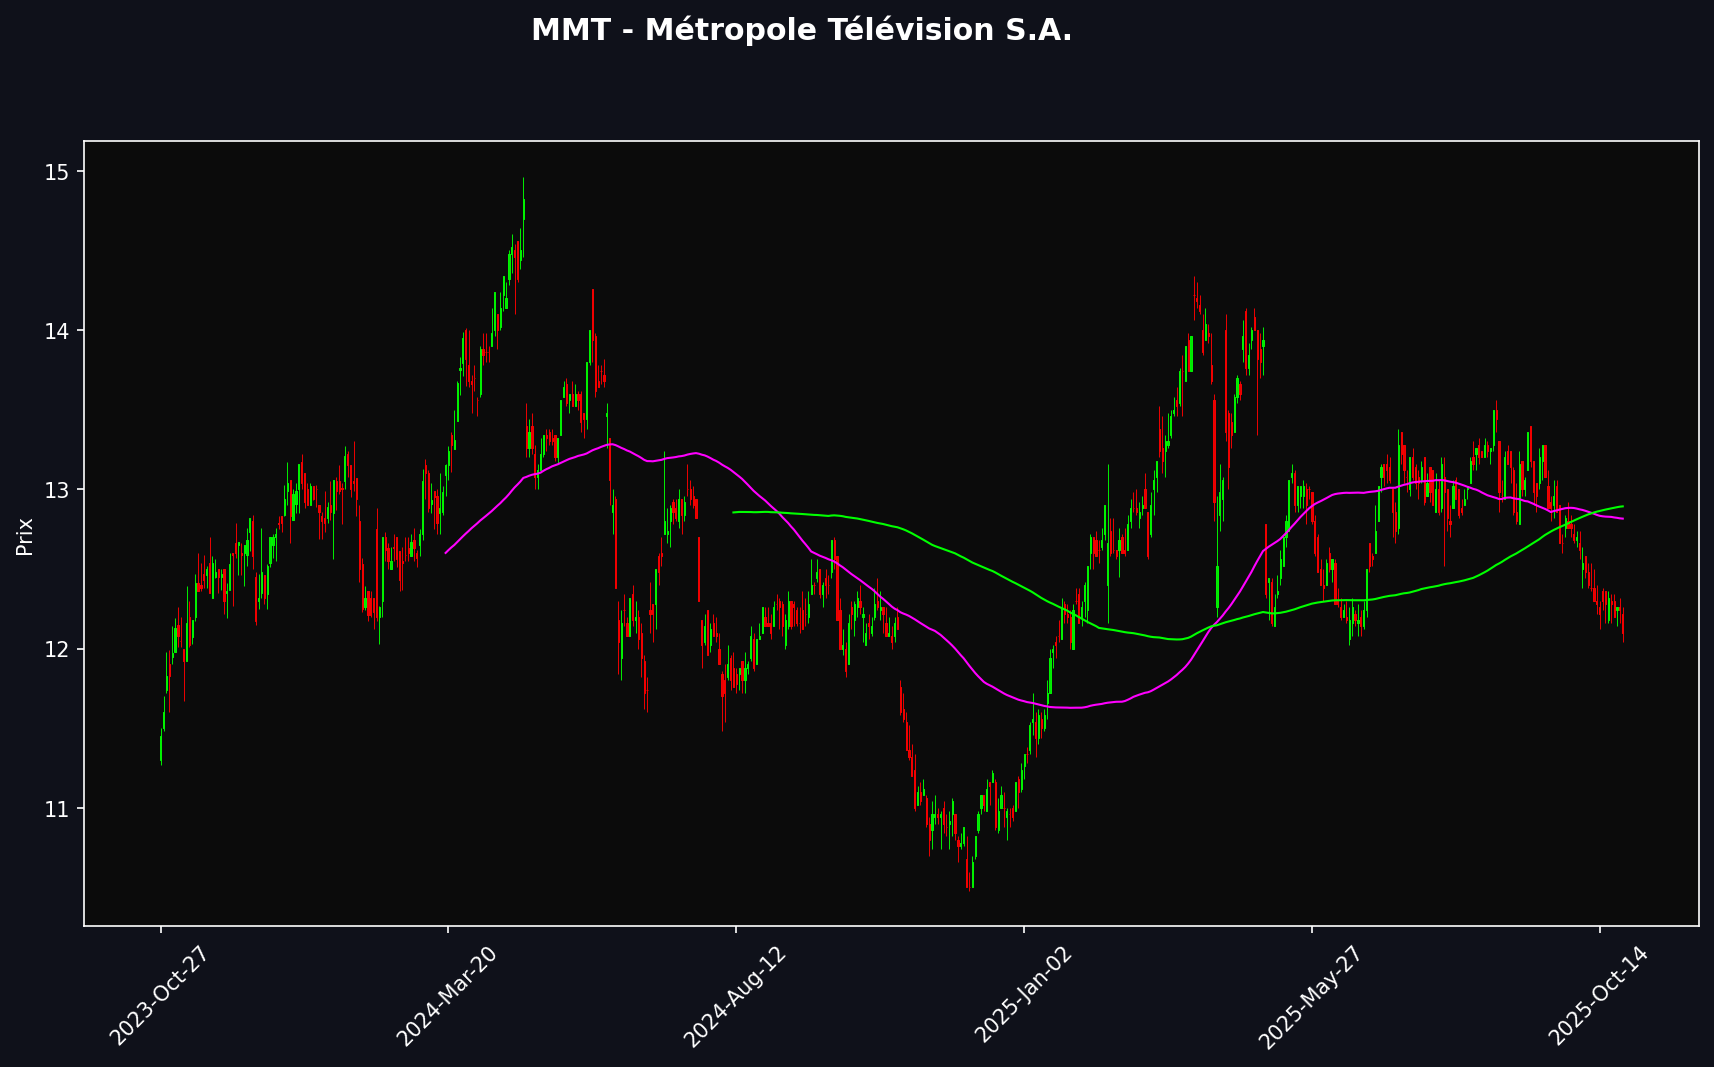 MMT - Métropole Télévision S.A.
Prix
15
14
13
12
11
2023-Oct-27
2024-Mar-20
2024-Aug-12
2025-Jan-02
2025-May-27
2025-Oct-14